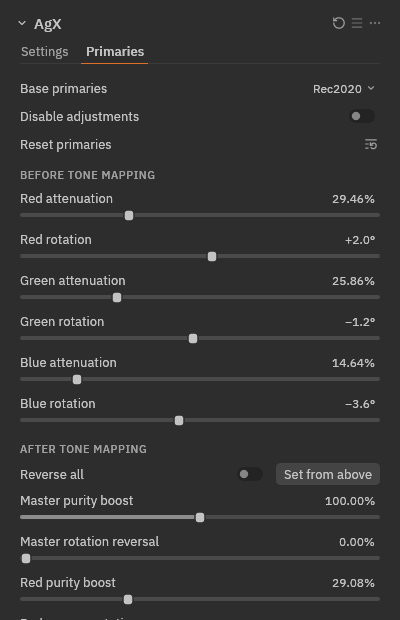 AgX
Settings Primaries
Base primaries Rec2020
Disable adjustments
Reset primaries
BEFORE TONE MAPPING
Red attenuation 29.46%
Red rotation +2.0°
Green attenuation 25.86%
Green rotation −1.2°
Blue attenuation 14.64%
Blue rotation −3.6°
AFTER TONE MAPPING
Reverse all Set from above
Master purity boost 100.00%
Master rotation reversal 0.00%
Red purity boost 29.08%